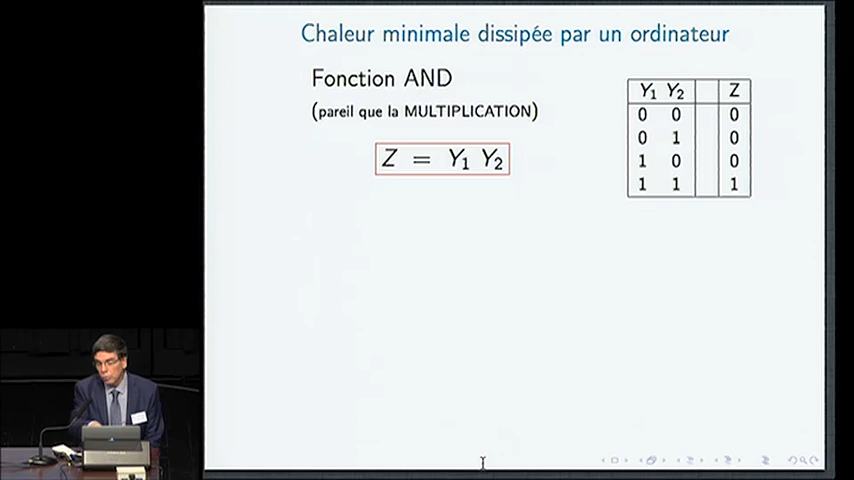 Chaleur minimale dissipée par un ordinateur
Fonction AND
(pareil que la MULTIPLICATION)
Z = Y₁ Y₂
Y₁ Y₂ Z
0 0 0
0 1 0
1 0 0
1 1 1